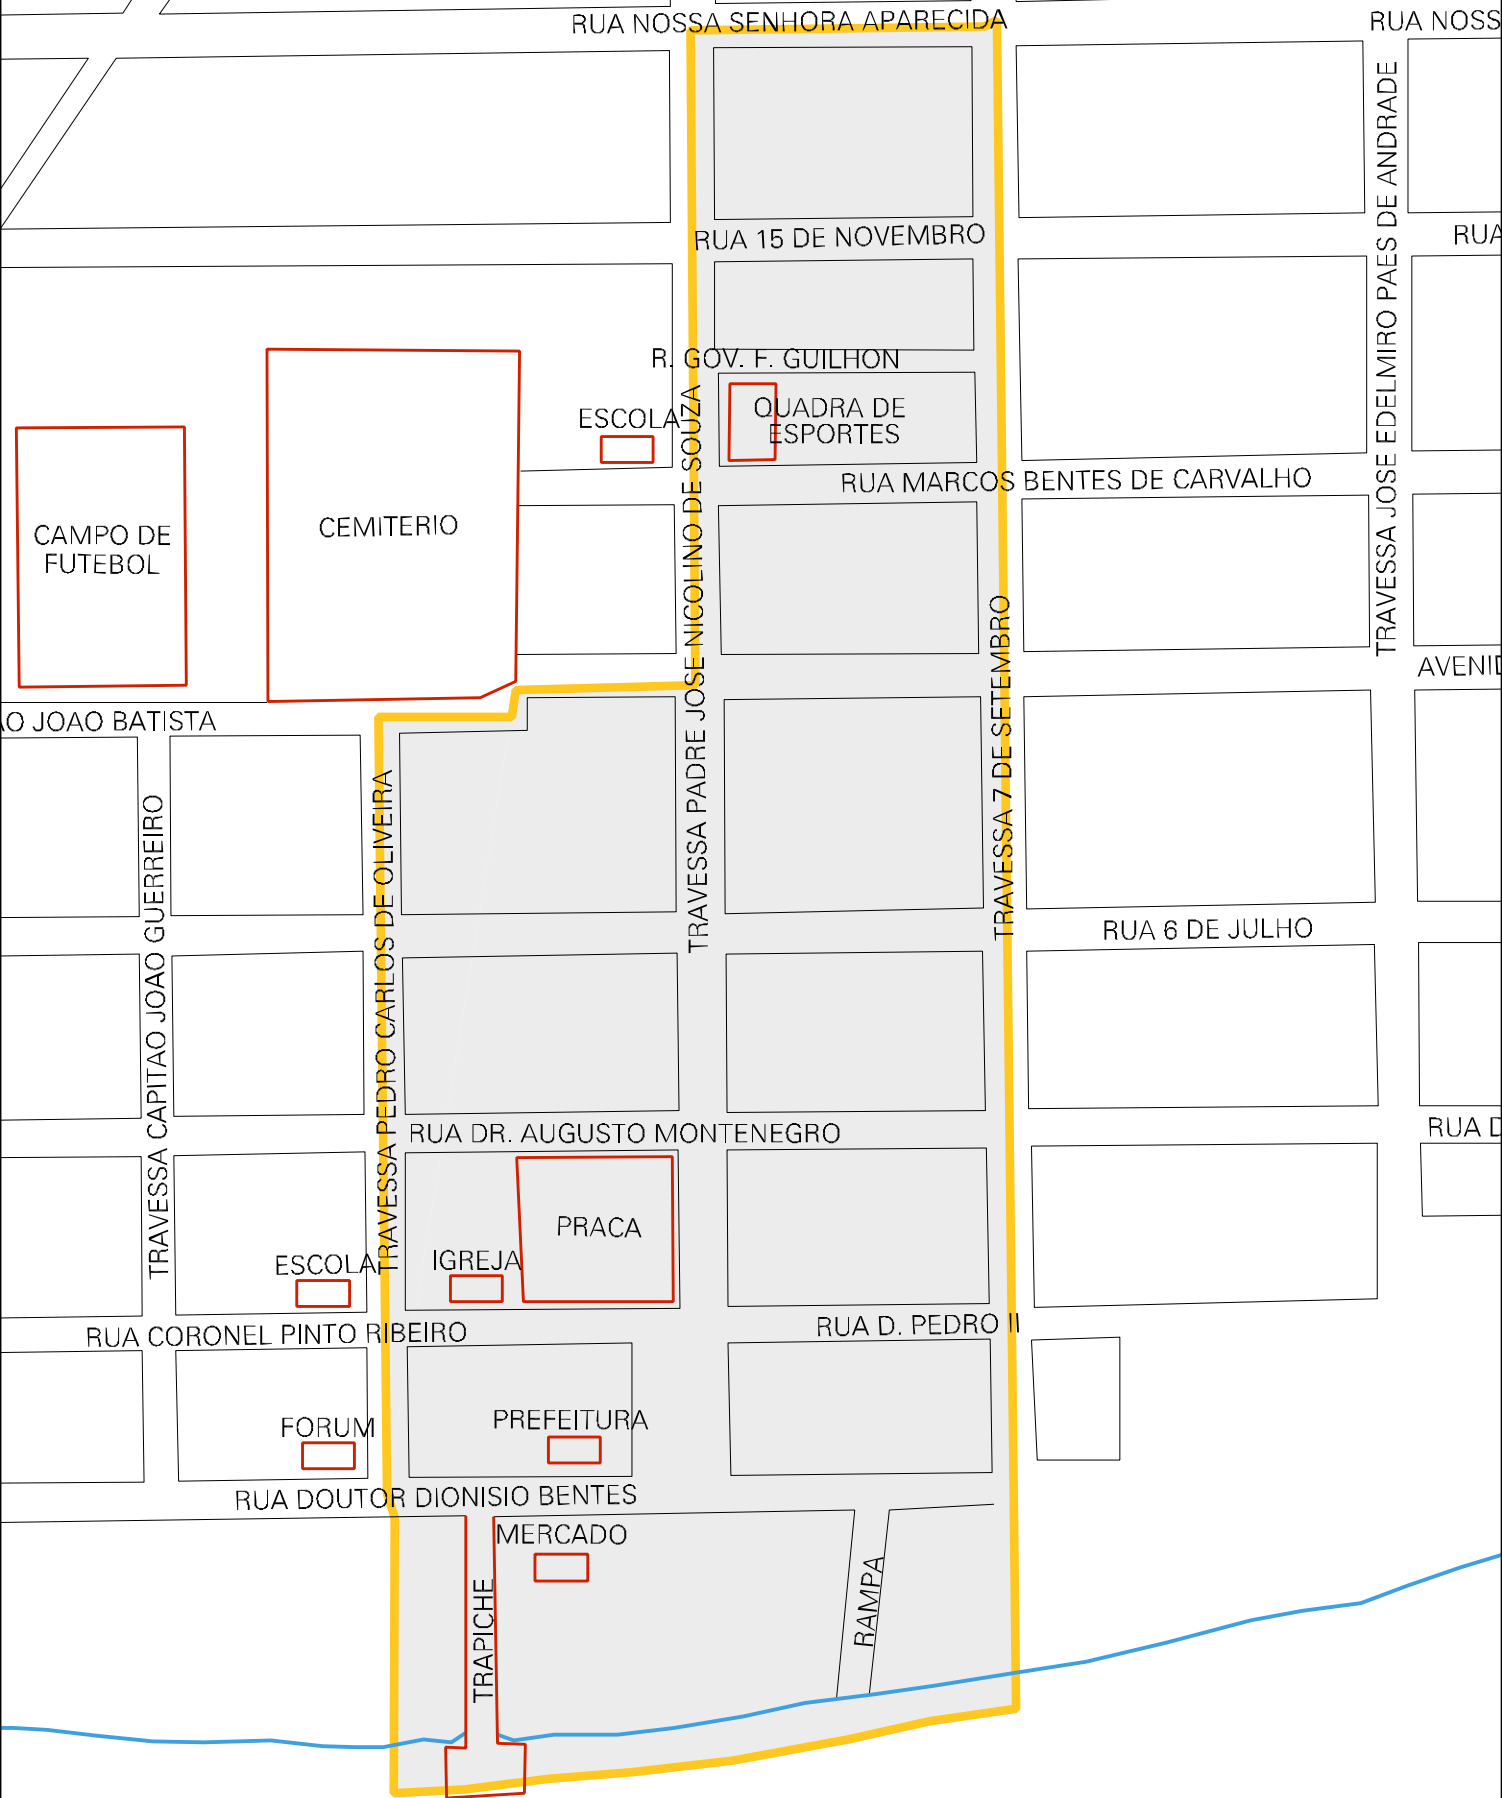 RUA NOSSA SENHORA APARECIDA
RUA NOSS
TRAVESSA JOSE EDELMIRO PAES DE ANDRADE
RUA 15 DE NOVEMBRO
RUA
R. GOV. F. GUILHON
ESCOLA
QUADRA DE
ESPORTES
RUA MARCOS BENTES DE CARVALHO
CAMPO DE
FUTEBOL
CEMITERIO
TRAVESSA PADRE JOSE NICOLINO DE SOUZA
TRAVESSA 7 DE SETEMBRO
AVENID
AO JOAO BATISTA
TRAVESSA CAPITAO JOAO GUERREIRO
TRAVESSA PEDRO CARLOS DE OLIVEIRA
RUA 6 DE JULHO
RUA DR. AUGUSTO MONTENEGRO
RUA D
PRACA
ESCOLA
IGREJA
RUA CORONEL PINTO RIBEIRO
RUA D. PEDRO II
FORUM
PREFEITURA
RUA DOUTOR DIONISIO BENTES
MERCADO
TRAPICHE
RAMPA